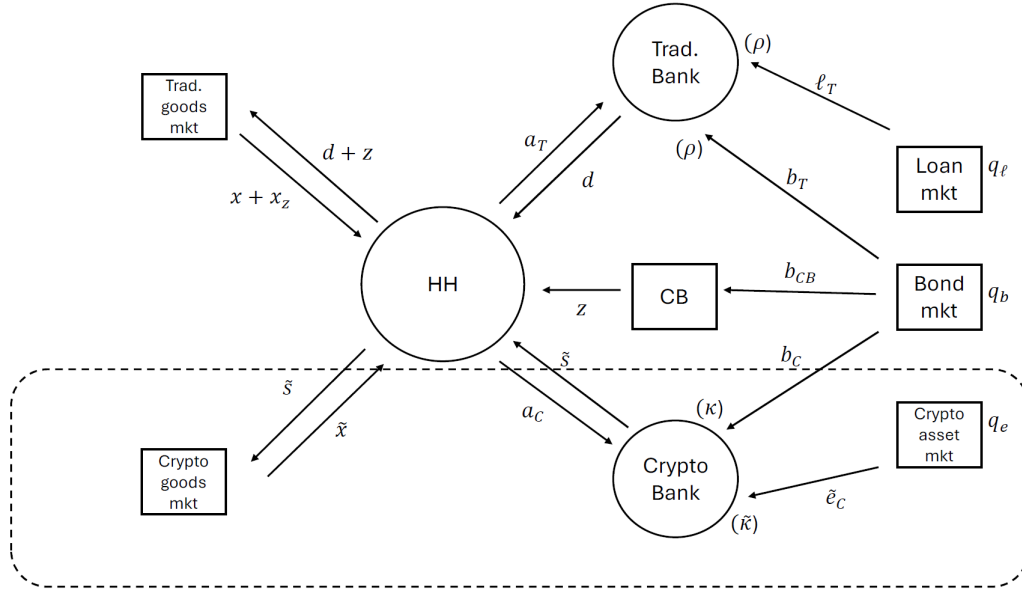 Trad.
Bank
(ρ)
ℓ_T
Trad.
goods
mkt
d + z
x + x_z
a_T
d
(ρ)
b_T
Loan
mkt
q_ℓ
HH
z
CB
b_CB
Bond
mkt
q_b
b_C
s̃
x̃
s̃
a_C
(κ)
Crypto
asset
mkt
q_e
Crypto
goods
mkt
Crypto
Bank
ẽ_C
(κ̃)